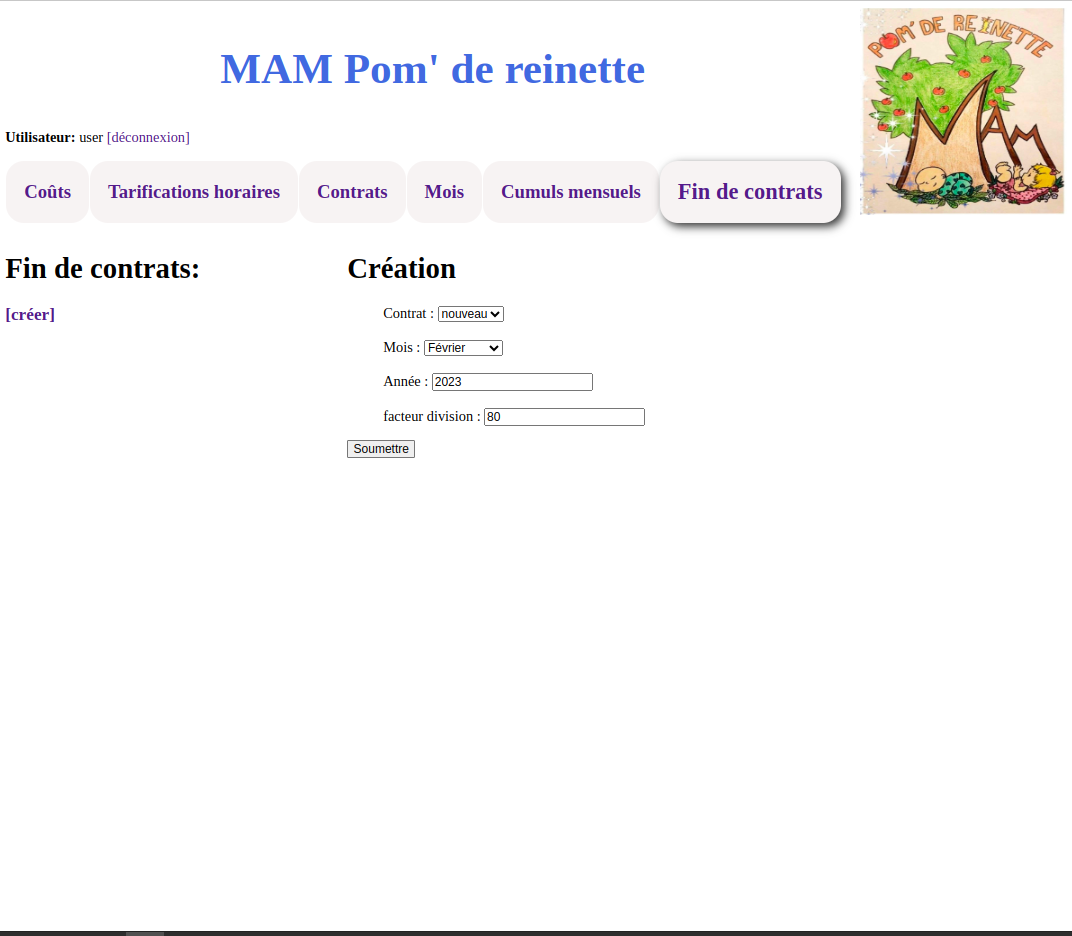 POM' DE REINETTE
MAM
MAM Pom' de reinette
Utilisateur: user [déconnexion]
Coûts Tarifications horaires Contrats Mois Cumuls mensuels Fin de contrats
Fin de contrats:
[créer]
Création
Contrat : nouveau
Mois : Février
Année : 2023
facteur division : 80
Soumettre